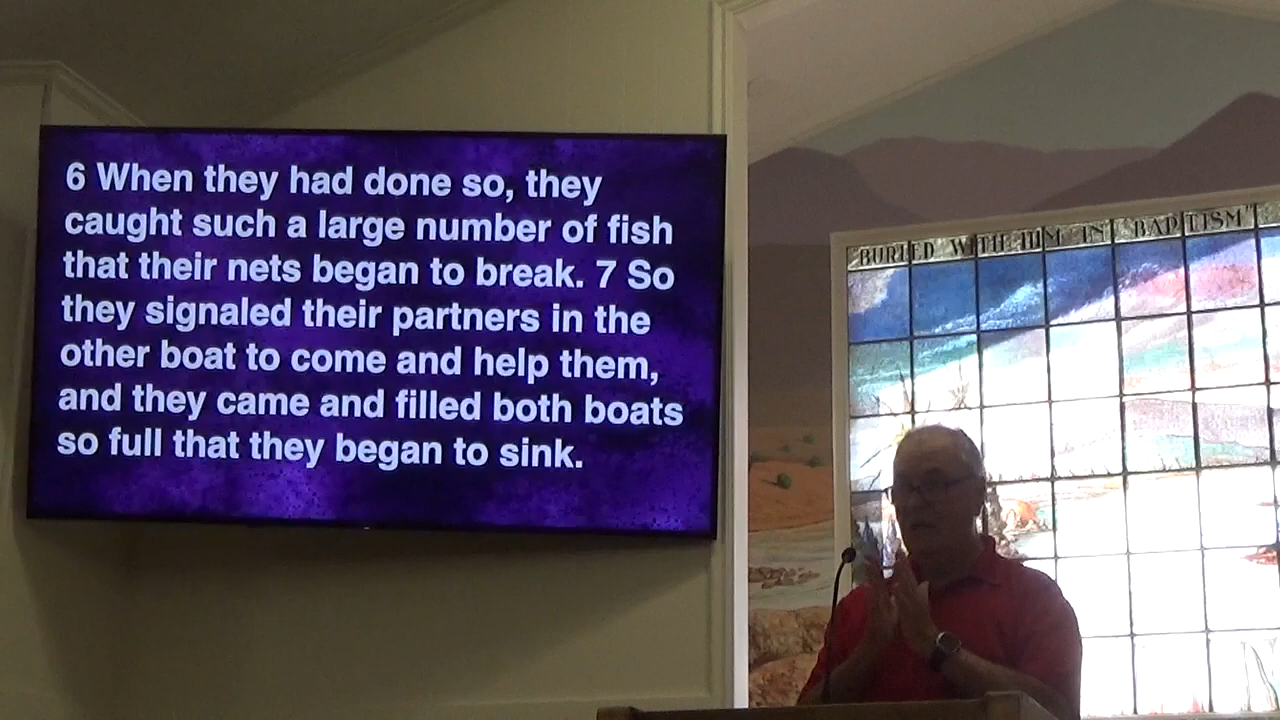 6 When they had done so, they
caught such a large number of fish
that their nets began to break. 7 So
they signaled their partners in the
other boat to come and help them,
and they came and filled both boats
so full that they began to sink.
"BURIED WITH HIM IN BAPTISM"